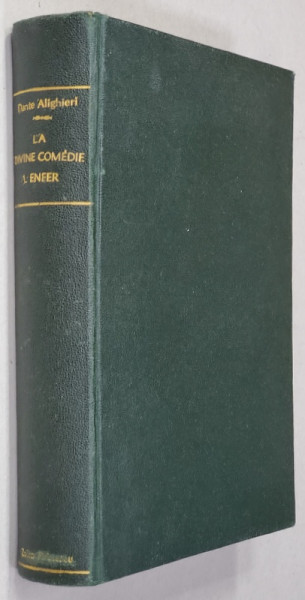 Dante Alighieri
LA
DIVINE COMÉDIE
1. ENFER